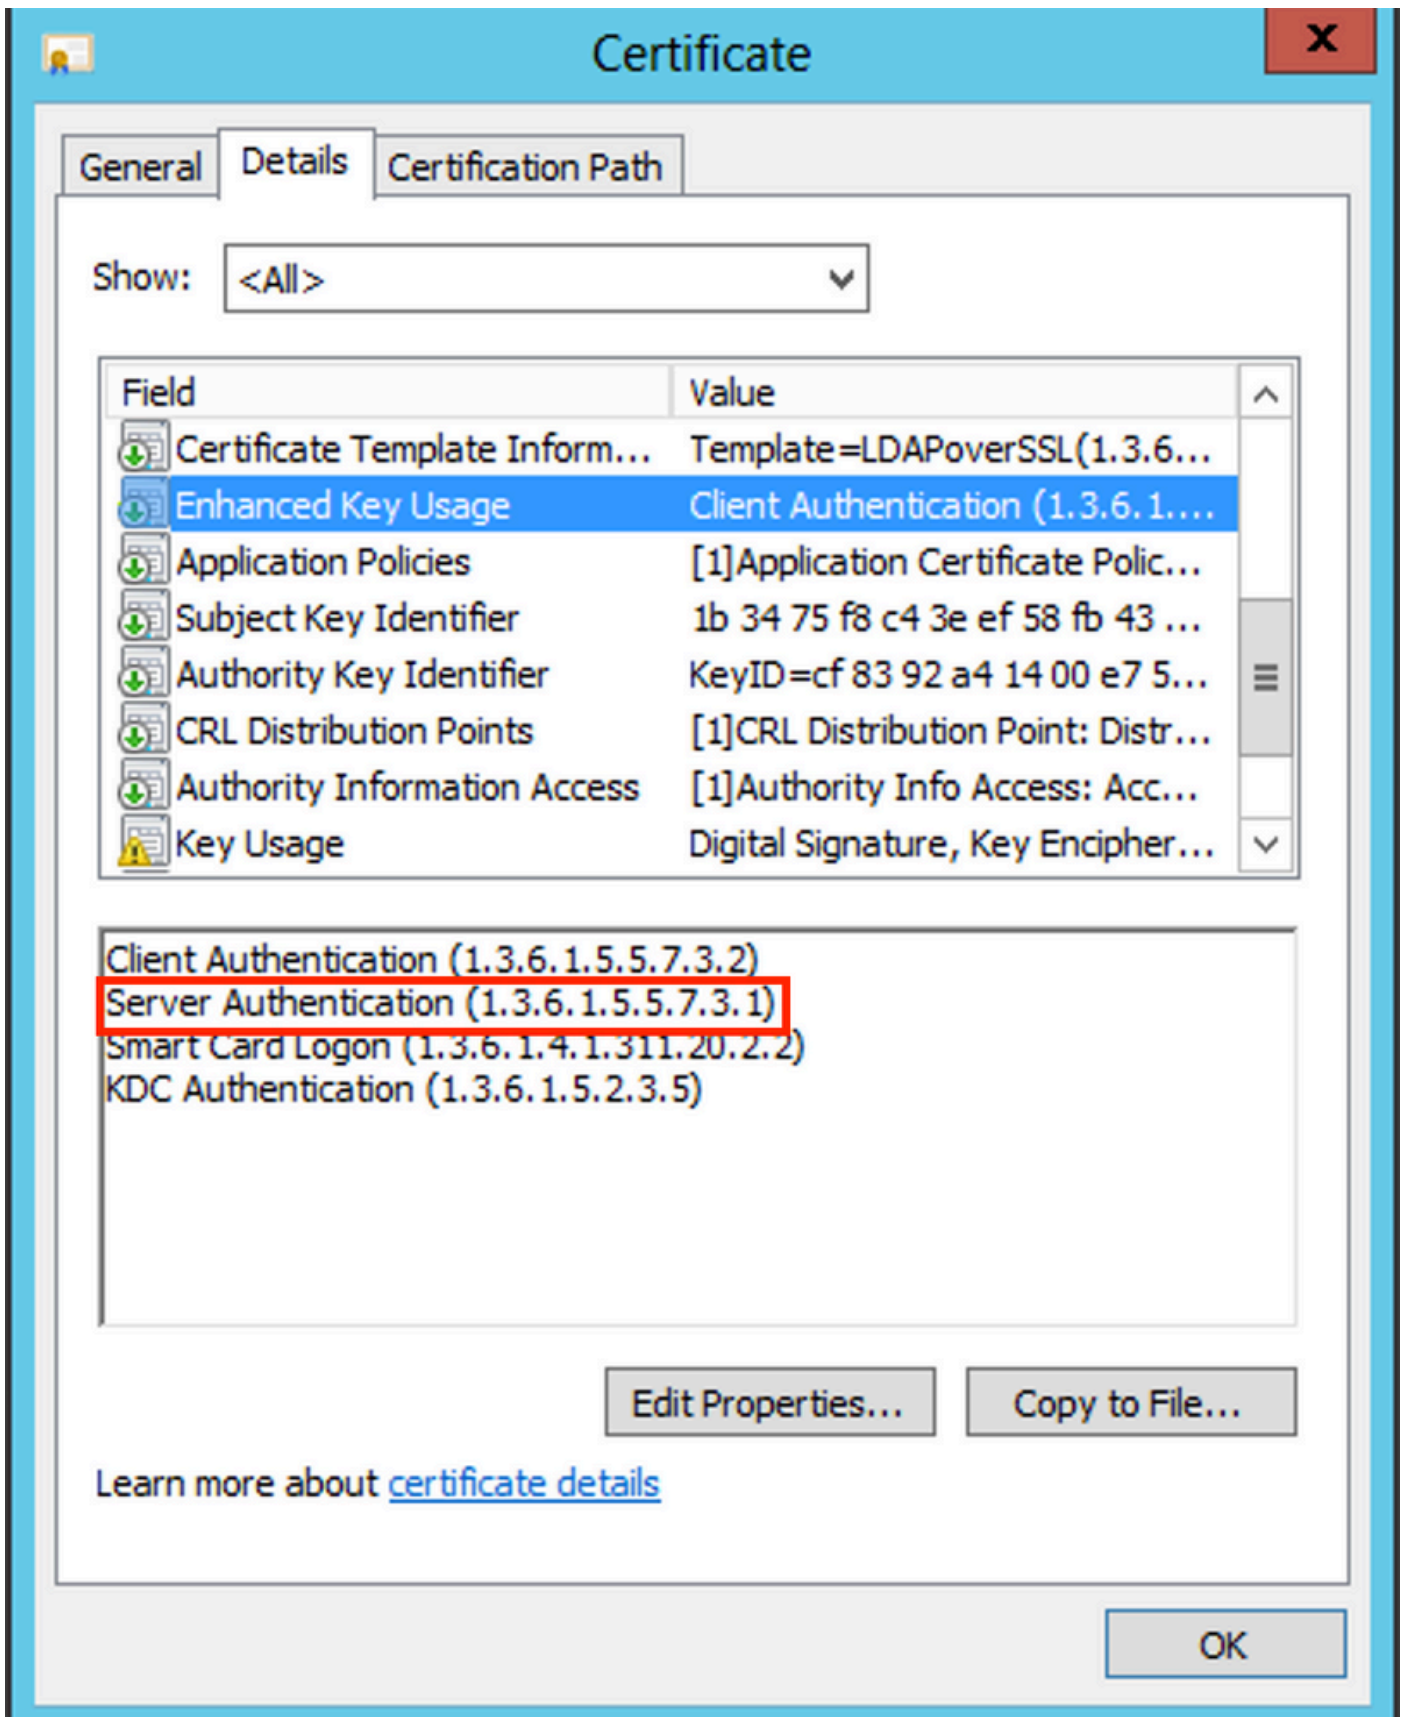 Certificate
x
General Details Certification Path
Show: <All>
Field Value
Certificate Template Inform... Template=LDAPoverSSL(1.3.6...
Enhanced Key Usage Client Authentication (1.3.6.1....
Application Policies [1]Application Certificate Polic...
Subject Key Identifier 1b 34 75 f8 c4 3e ef 58 fb 43 ...
Authority Key Identifier KeyID=cf 83 92 a4 14 00 e7 5...
CRL Distribution Points [1]CRL Distribution Point: Distr...
Authority Information Access [1]Authority Info Access: Acc...
Key Usage Digital Signature, Key Encipher...
Client Authentication (1.3.6.1.5.5.7.3.2)
Server Authentication (1.3.6.1.5.5.7.3.1)
Smart Card Logon (1.3.6.1.4.1.311.20.2.2)
KDC Authentication (1.3.6.1.5.2.3.5)
Edit Properties... Copy to File...
Learn more about certificate details
OK